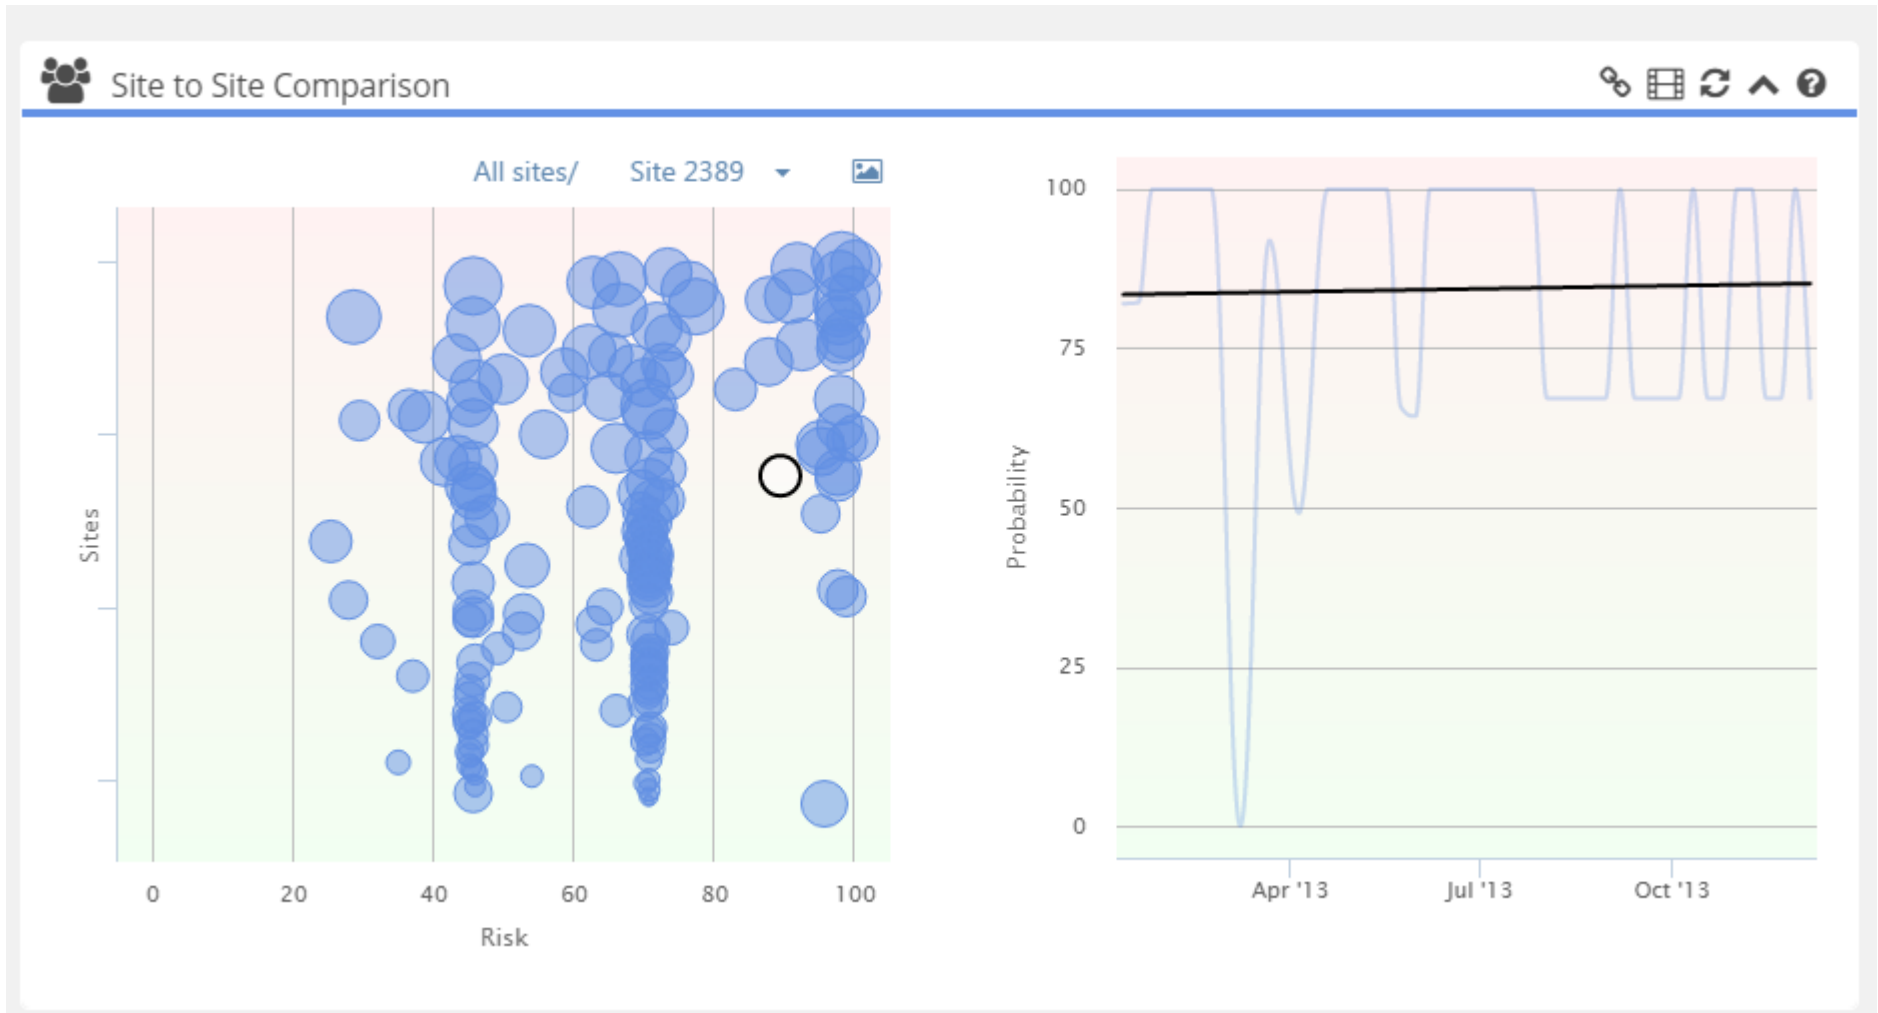 Site to Site Comparison
All sites/ Site 2389
Sites
0 20 40 60 80 100
Risk
100
75
50
25
0
Probability
Apr '13 Jul '13 Oct '13